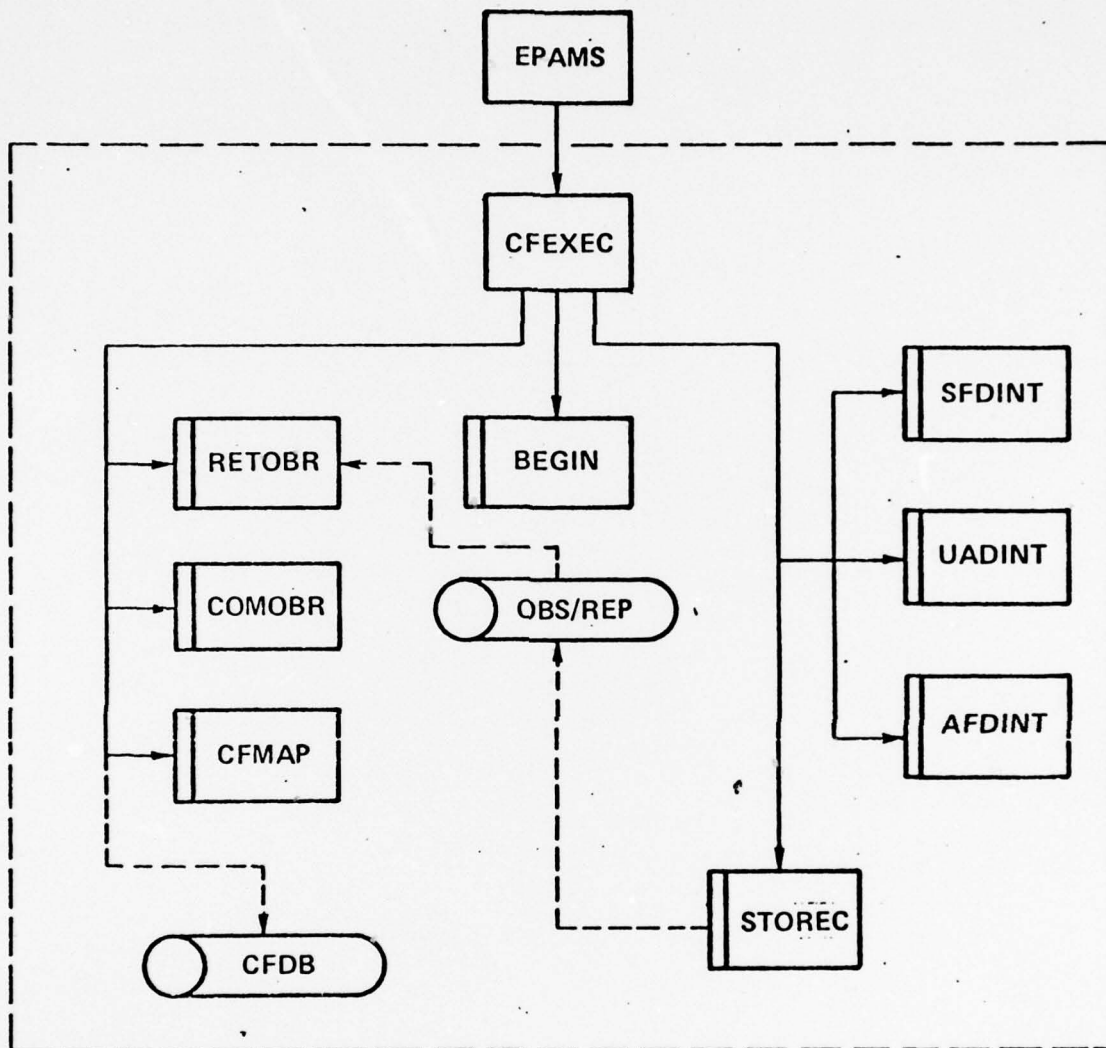 EPAMS
CFEXEC
SFDINT
RETOBR
BEGIN
UADINT
COMOBR
OBS/REP
AFDINT
CFMAP
STOREC
CFDB